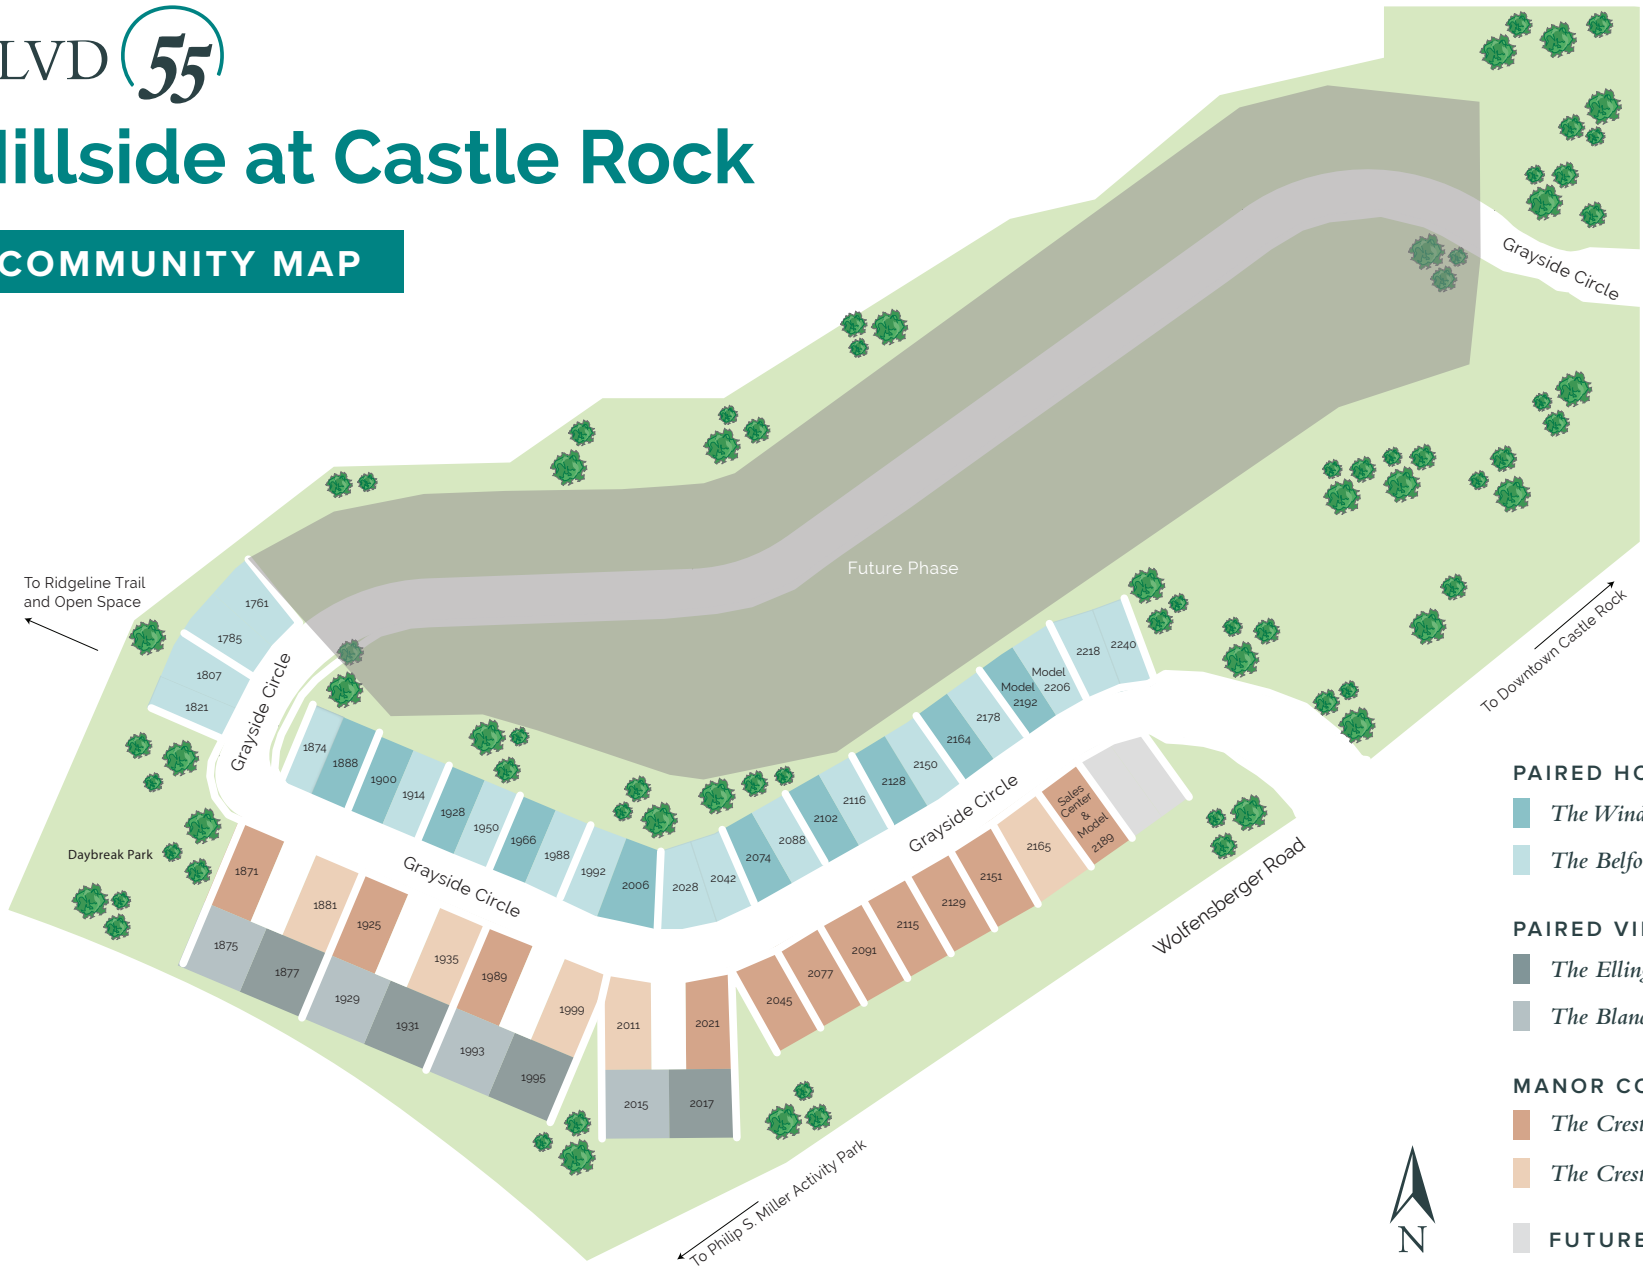 LVD 55
illside at Castle Rock
COMMUNITY MAP
Grayside Circle
Future Phase
To Ridgeline Trail
and Open Space
1761
1785
1807
1821
Grayside Circle
To Downtown Castle Rock
1874
1888
1900
1914
1928
1950
1966
1988
1992
2006
2028
2042
2074
2088
2102
2116
2128
2150
2164
2178
Model
2192
Model
2206
2218
2240
Grayside Circle
Grayside Circle
Daybreak Park
1871
1875
1877
1881
1925
1929
1931
1935
1989
1993
1995
1999
2011
2015
2017
2021
2045
2077
2091
2115
2129
2151
2165
Sales
Center
&
Model
2189
Wolfensberger Road
To Philip S. Miller Activity Park
N
PAIRED HO
The Wind
The Belfo
PAIRED VI
The Elling
The Bland
MANOR CO
The Crest
The Crest
FUTURE